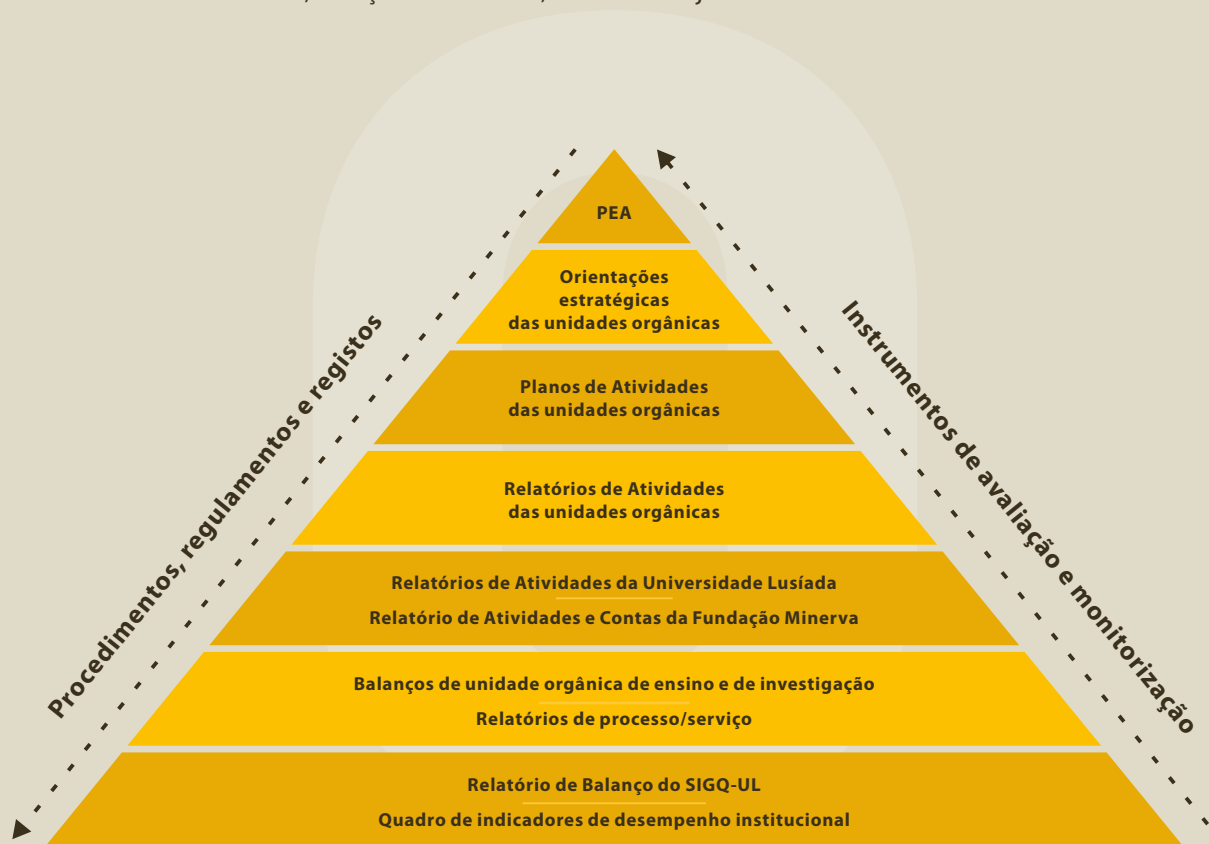 PEA
Orientações
estratégicas
das unidades orgânicas
Planos de Atividades
das unidades orgânicas
Relatórios de Atividades
das unidades orgânicas
Relatórios de Atividades da Universidade Lusíada
Relatório de Atividades e Contas da Fundação Minerva
Balanços de unidade orgânica de ensino e de investigação
Relatórios de processo/serviço
Relatório de Balanço do SIGQ-UL
Quadro de indicadores de desempenho institucional
Procedimentos, regulamentos e registos
Instrumentos de avaliação e monitorização